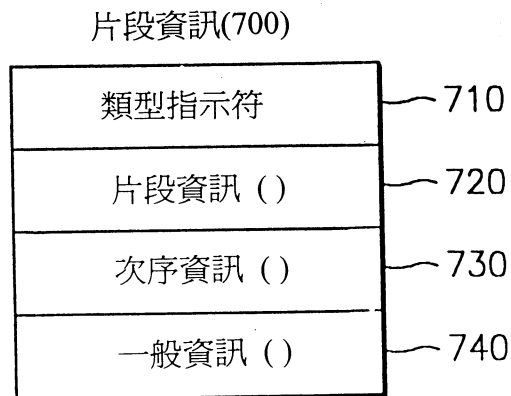 片段資訊(700)
類型指示符 710
片段資訊 ( ) 720
次序資訊 ( ) 730
一般資訊 ( ) 740